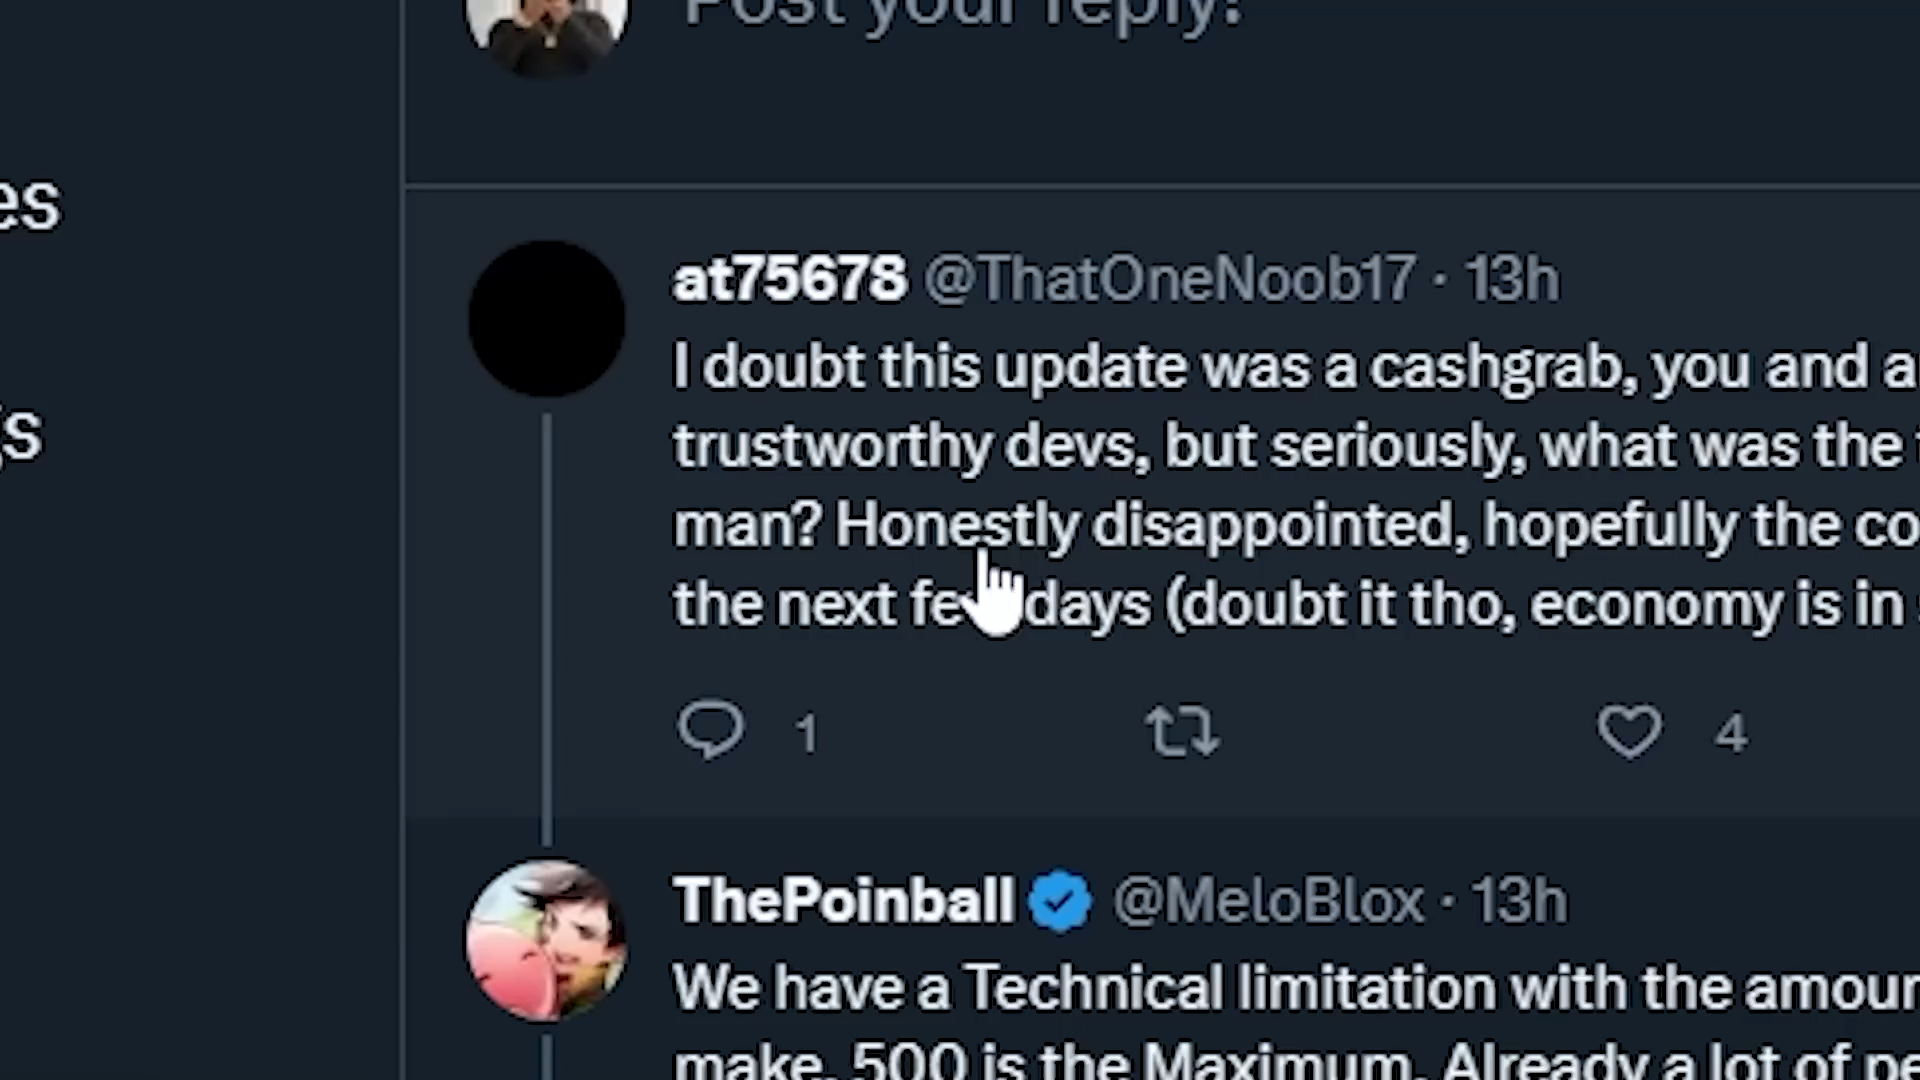 Post your reply!
es
at75678 @ThatOneNoob17 · 13h
I doubt this update was a cashgrab, you and a
trustworthy devs, but seriously, what was the
gs
man? Honestly disappointed, hopefully the co
the next few days (doubt it tho, economy is in
1 4
ThePoinball @MeloBlox · 13h
We have a Technical limitation with the amour
make. 500 is the Maximum. Already a lot of pe